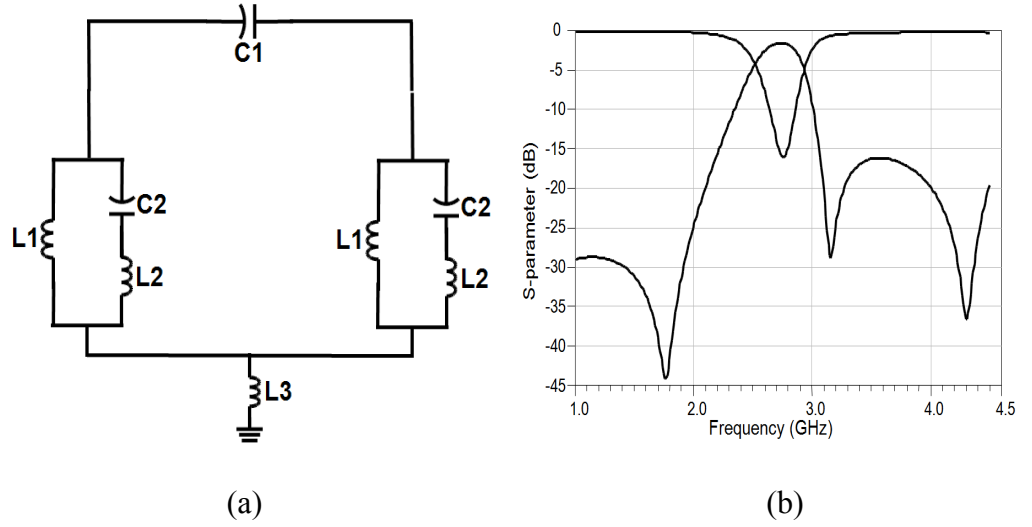 C1
C2
L1
L2
C2
L1
L2
L3
(a)
S-parameter (dB)
0
-5
-10
-15
-20
-25
-30
-35
-40
-45
1.0
2.0
3.0
4.0
4.5
Frequency (GHz)
(b)